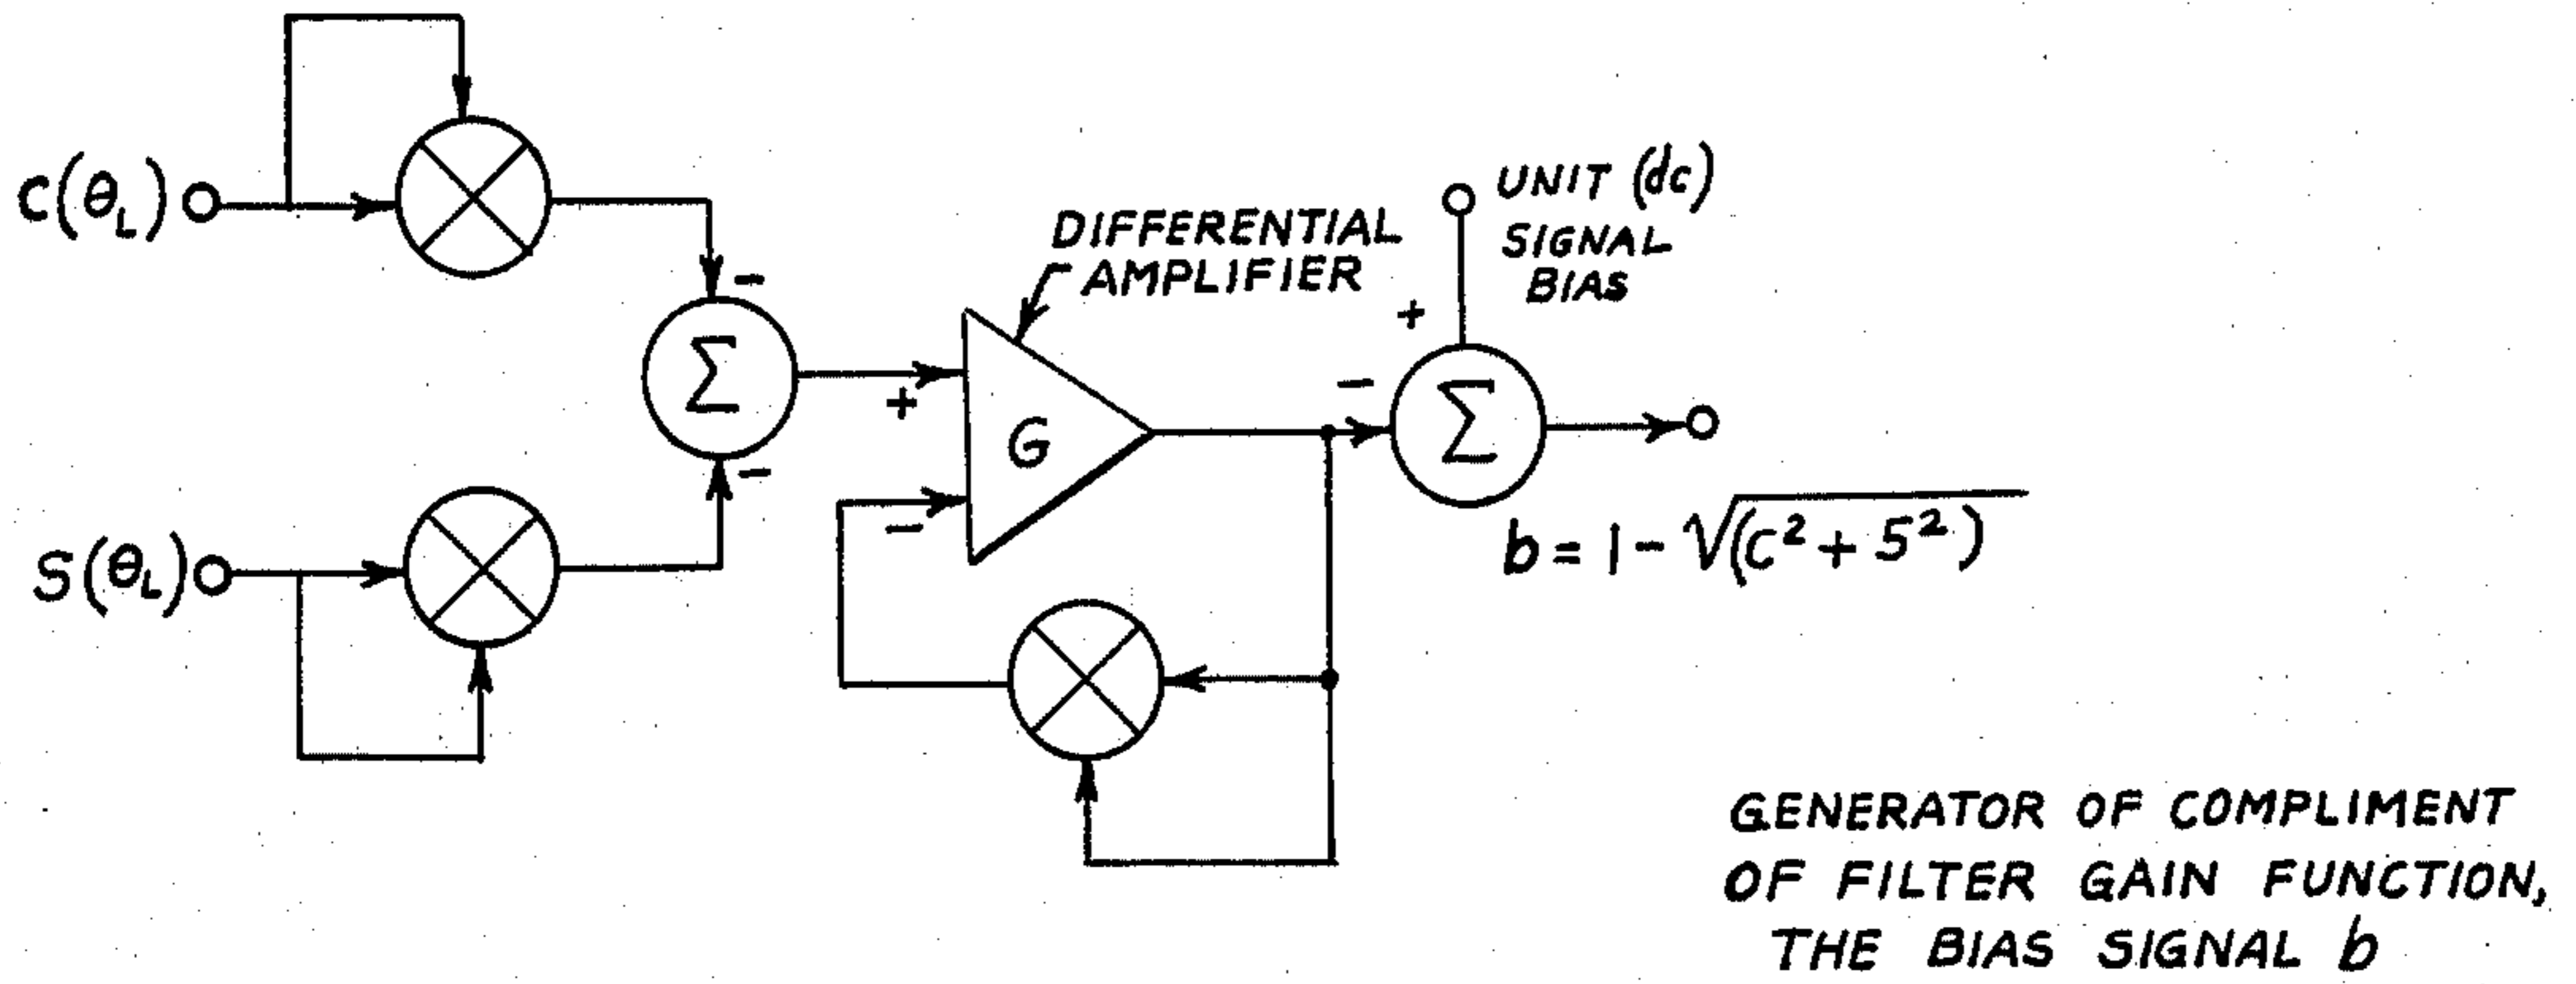 C(θL)
-
Σ
-
S(θL)
DIFFERENTIAL
AMPLIFIER
+
-
G
UNIT (dc)
SIGNAL
BIAS
+
-
Σ
b = 1 - √(C² + S²)
GENERATOR OF COMPLIMENT
OF FILTER GAIN FUNCTION,
THE BIAS SIGNAL b